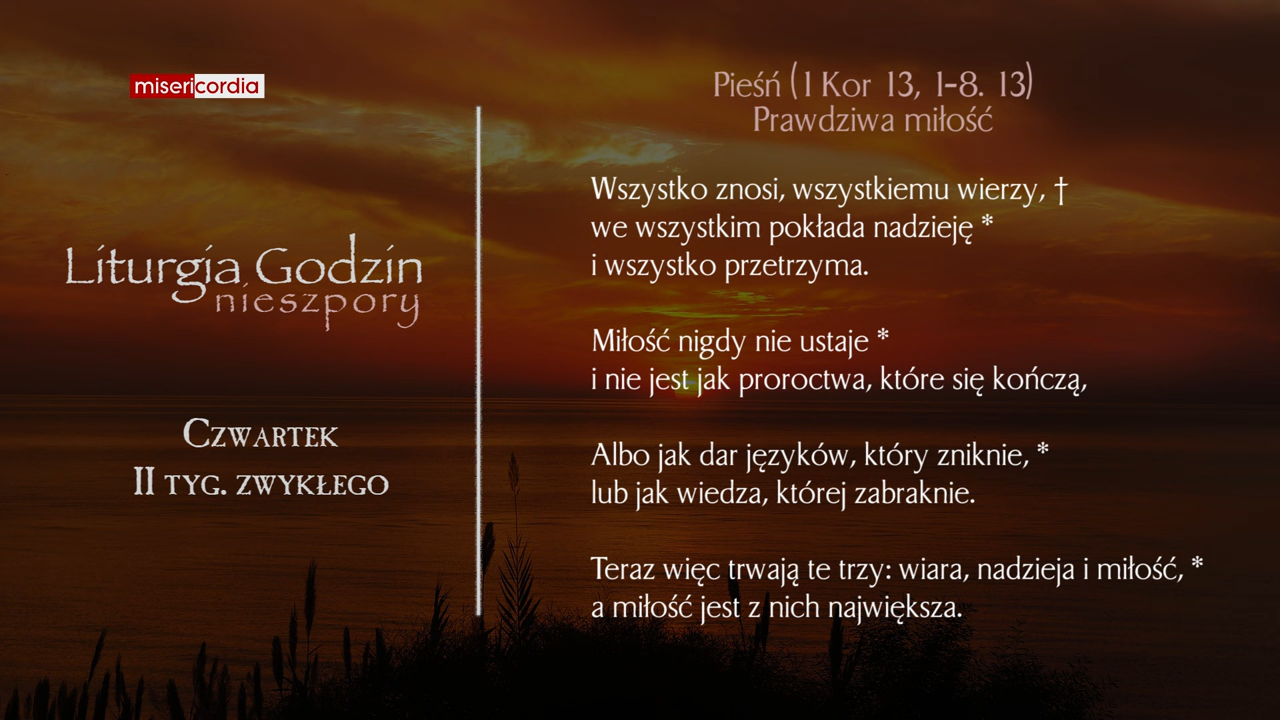 misericordia
Liturgia Godzin
nieszpory
Czwartek
II tyg. zwykłego
Pieśń (1 Kor 13, 1-8. 13)
Prawdziwa miłość
Wszystko znosi, wszystkiemu wierzy, †
we wszystkim pokłada nadzieję *
i wszystko przetrzyma.
Miłość nigdy nie ustaje *
i nie jest jak proroctwa, które się kończą,
Albo jak dar języków, który zniknie, *
lub jak wiedza, której zabraknie.
Teraz więc trwają te trzy: wiara, nadzieja i miłość, *
a miłość jest z nich największa.